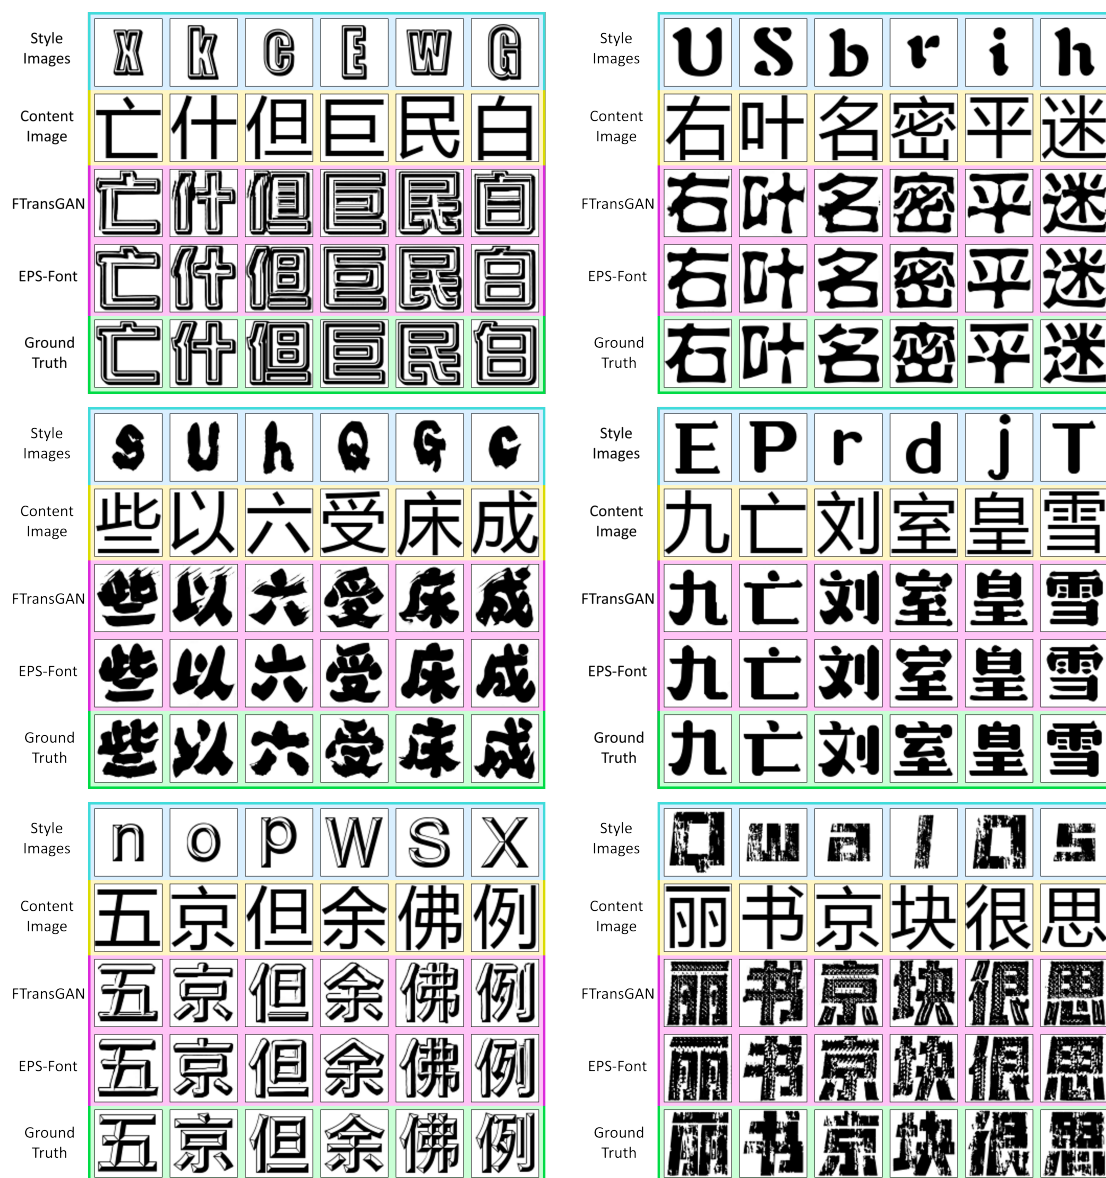 Style Images X k C E W G
Content Image 亡 什 但 巨 民 白
FTransGAN 亡 什 但 巨 民 白
EPS-Font 亡 什 但 巨 民 白
Ground Truth 亡 什 但 巨 民 白
Style Images U S b r i h
Content Image 右 叶 名 密 平 迷
FTransGAN 右 叶 名 密 平 迷
EPS-Font 右 叶 名 密 平 迷
Ground Truth 右 叶 名 密 平 迷
Style Images S U h Q G C
Content Image 些 以 六 受 床 成
FTransGAN 些 以 六 受 床 成
EPS-Font 些 以 六 受 床 成
Ground Truth 些 以 六 受 床 成
Style Images E P r d j T
Content Image 九 亡 刘 室 皇 雪
FTransGAN 九 亡 刘 室 皇 雪
EPS-Font 九 亡 刘 室 皇 雪
Ground Truth 九 亡 刘 室 皇 雪
Style Images n o p W S X
Content Image 五 京 但 余 佛 例
FTransGAN 五 京 但 余 佛 例
EPS-Font 五 京 但 余 佛 例
Ground Truth 五 京 但 余 佛 例
Style Images Q u a l O s
Content Image 丽 书 京 块 很 思
FTransGAN 丽 书 京 块 很 思
EPS-Font 丽 书 京 块 很 思
Ground Truth 丽 书 京 块 很 思